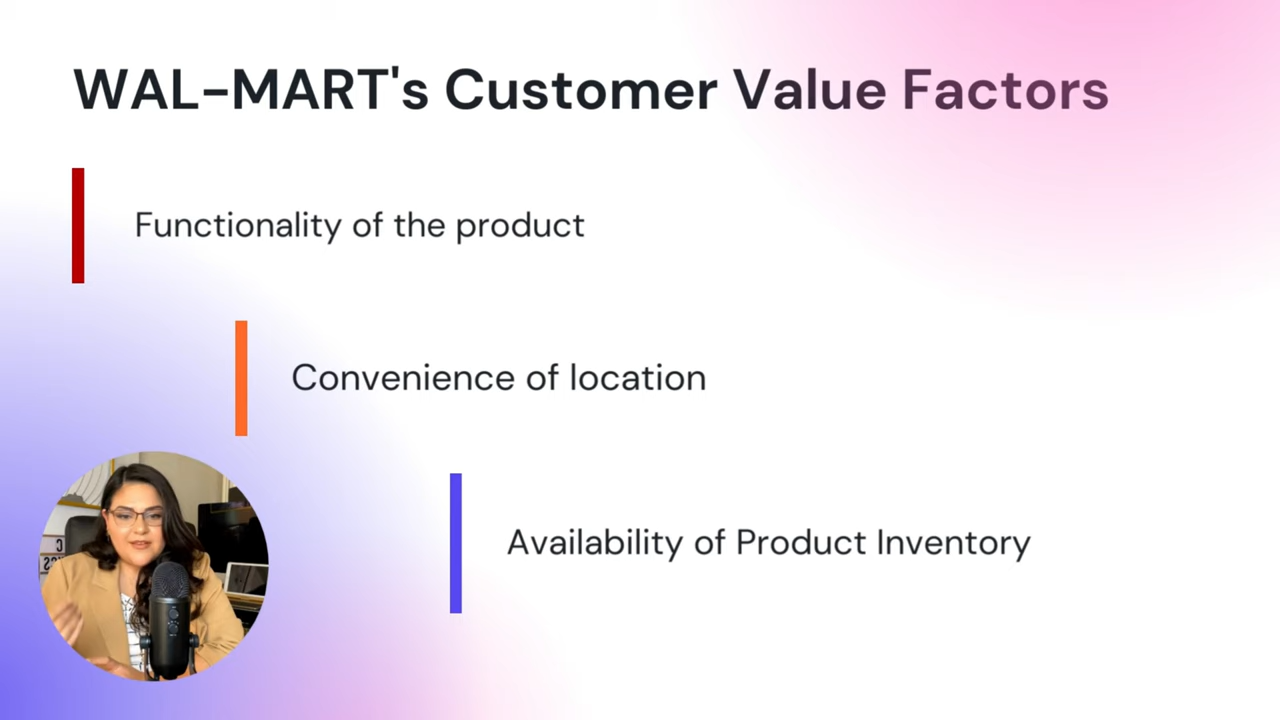 WAL-MART's Customer Value Factors
Functionality of the product
Convenience of location
Availability of Product Inventory